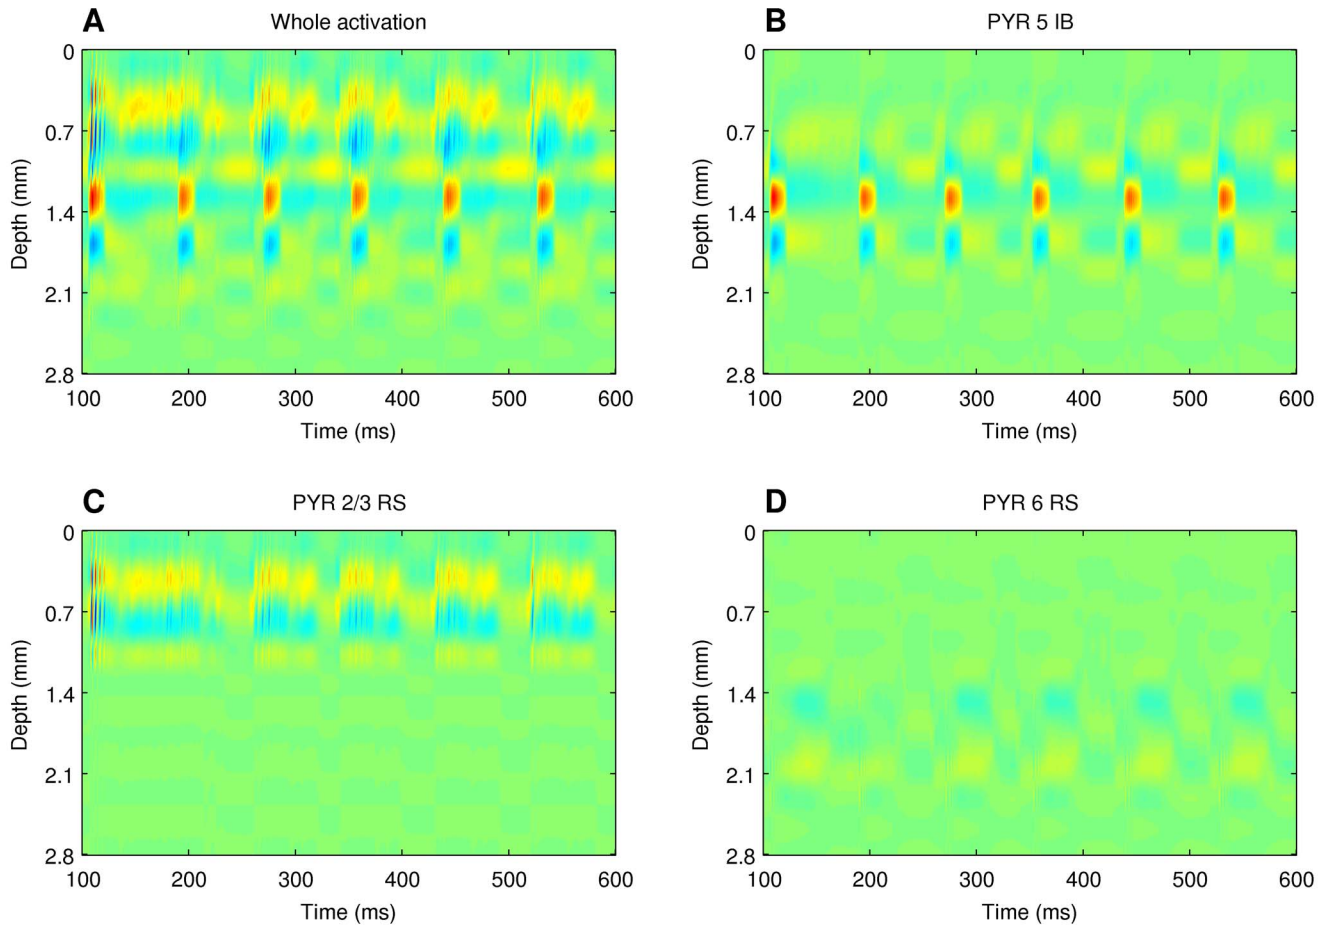 A Whole activation
0
0.7
1.4
2.1
2.8
Depth (mm)
100 200 300 400 500 600
Time (ms)
B PYR 5 IB
0
0.7
1.4
2.1
2.8
Depth (mm)
100 200 300 400 500 600
Time (ms)
C PYR 2/3 RS
0
0.7
1.4
2.1
2.8
Depth (mm)
100 200 300 400 500 600
Time (ms)
D PYR 6 RS
0
0.7
1.4
2.1
2.8
Depth (mm)
100 200 300 400 500 600
Time (ms)